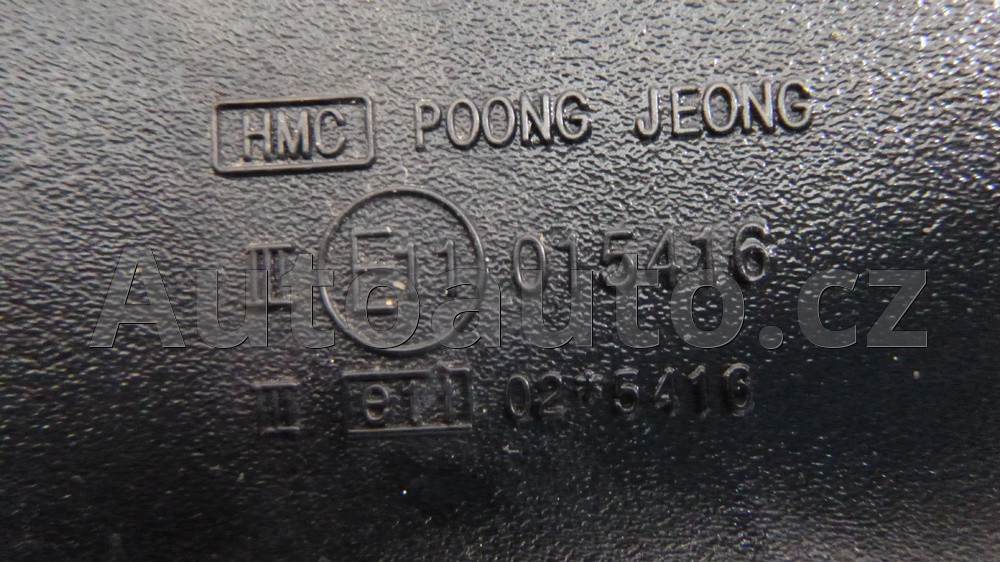 HMC POONG JEONG
III E11 015416
Autoauto.cz
II e11 02*5416